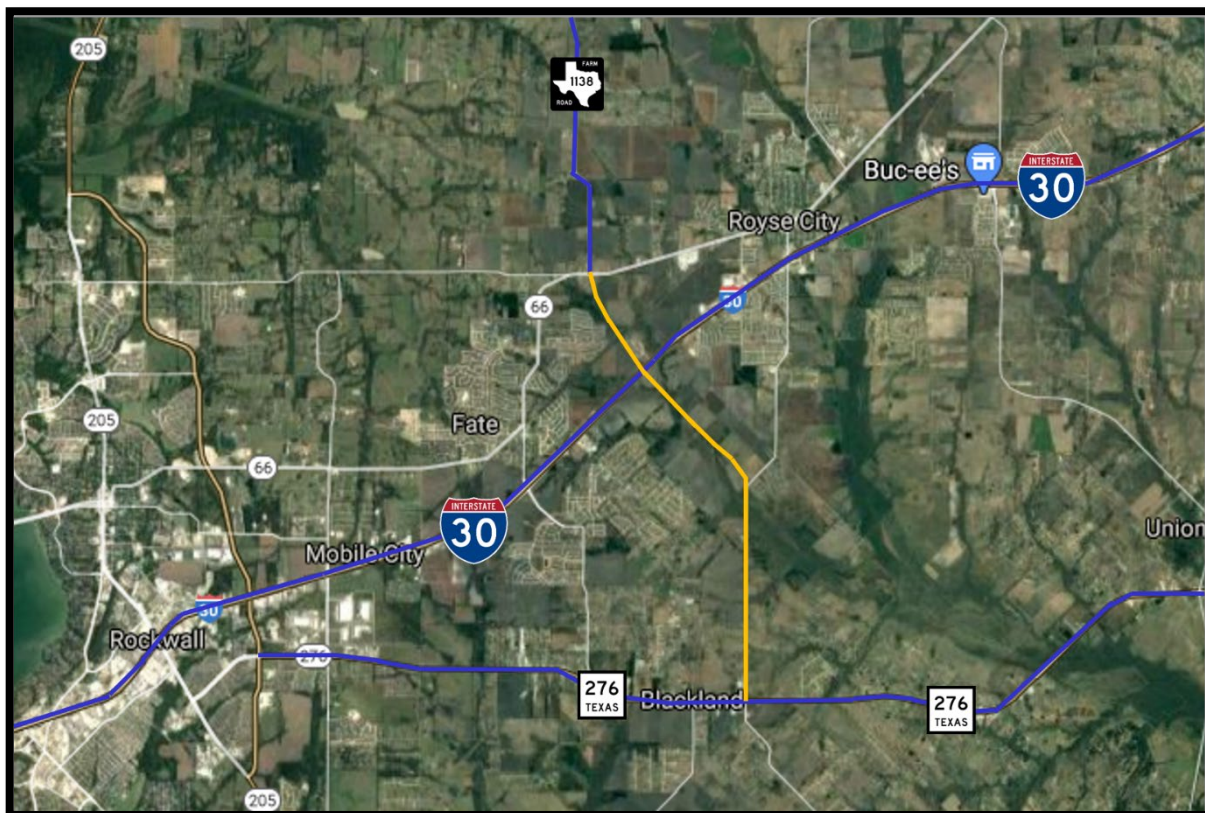 205
FARM
1138
ROAD
Buc-ee's
INTERSTATE
30
Royse City
30
66
205
Fate
66
INTERSTATE
30
Union
Mobile City
30
Rockwall
276
276
TEXAS
Blackland
276
TEXAS
205